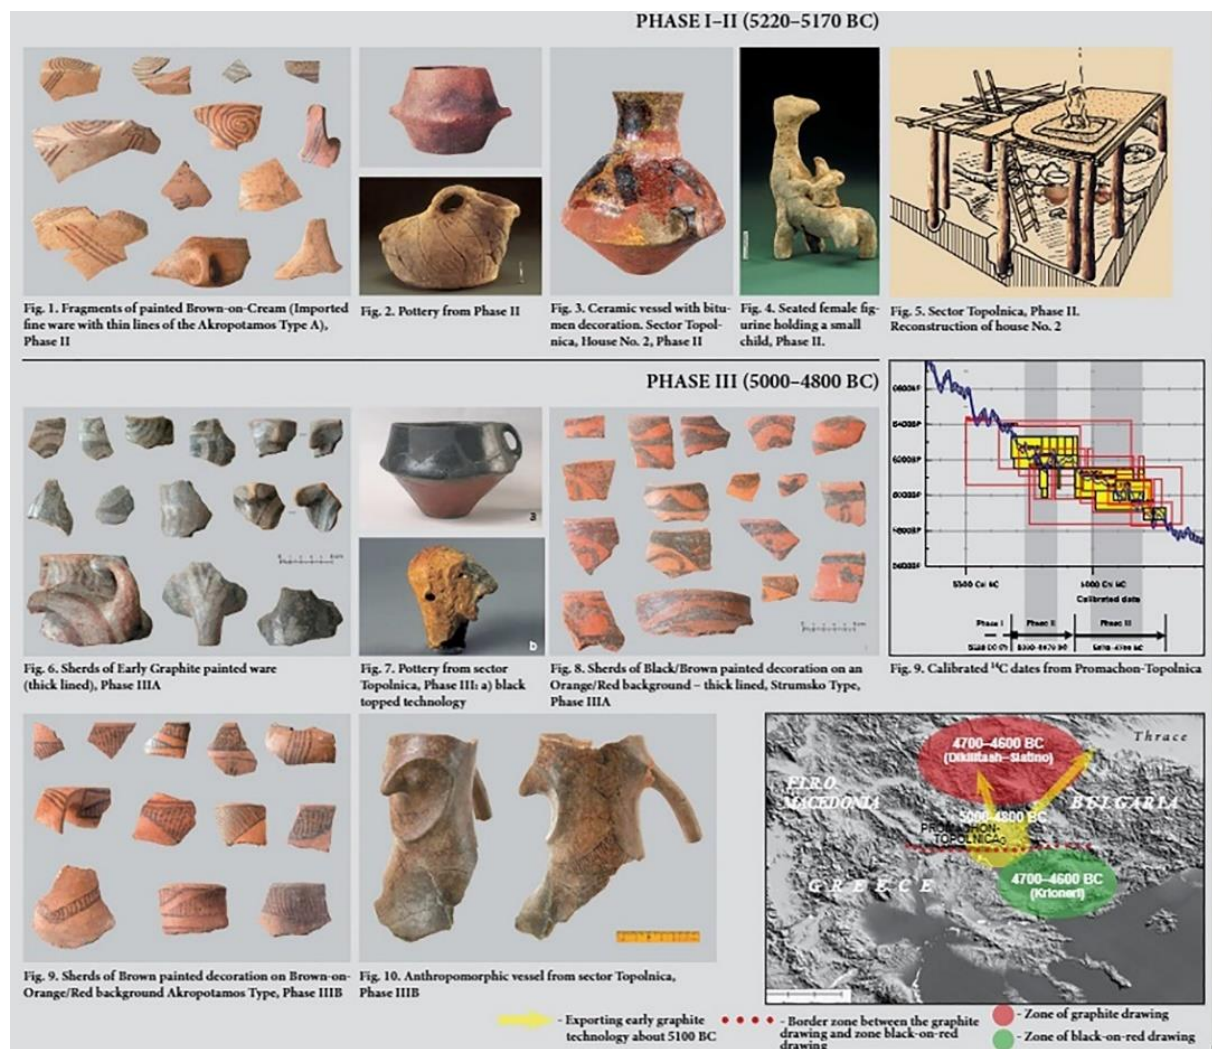 PHASE I–II (5220–5170 BC)
Fig. 1. Fragments of painted Brown-on-Cream (Imported
fine ware with thin lines of the Akropotamos Type A),
Phase II
Fig. 2. Pottery from Phase II
Fig. 3. Ceramic vessel with bitu-
men decoration. Sector Topol-
nica, House No. 2, Phase II
Fig. 4. Seated female fig-
urine holding a small
child, Phase II.
Fig. 5. Sector Topolnica, Phase II.
Reconstruction of house No. 2
PHASE III (5000–4800 BC)
Fig. 6. Sherds of Early Graphite painted ware
(thick lined), Phase IIIA
a
b
Fig. 7. Pottery from sector
Topolnica, Phase III: a) black
topped technology
Fig. 8. Sherds of Black/Brown painted decoration on an
Orange/Red background – thick lined, Strumsko Type,
Phase IIIA
Calibrated date
Phase I
Phase II
Phase III
Fig. 9. Calibrated ¹⁴C dates from Promachon-Topolnica
Fig. 9. Sherds of Brown painted decoration on Brown-on-
Orange/Red background Akropotamos Type, Phase IIIB
Fig. 10. Anthropomorphic vessel from sector Topolnica,
Phase IIIB
4700–4600 BC
(Dikilitash–Slatino)
Thrace
FIRO
MACEDONIA
BULGARIA
5000–4800 BC
PROMACHON-
TOPOLNICA
GREECE
4700–4600 BC
(Krioneri)
- Exporting early graphite
technology about 5100 BC
- Border zone between the graphite
drawing and zone black-on-red
drawing
- Zone of graphite drawing
- Zone of black-on-red drawing